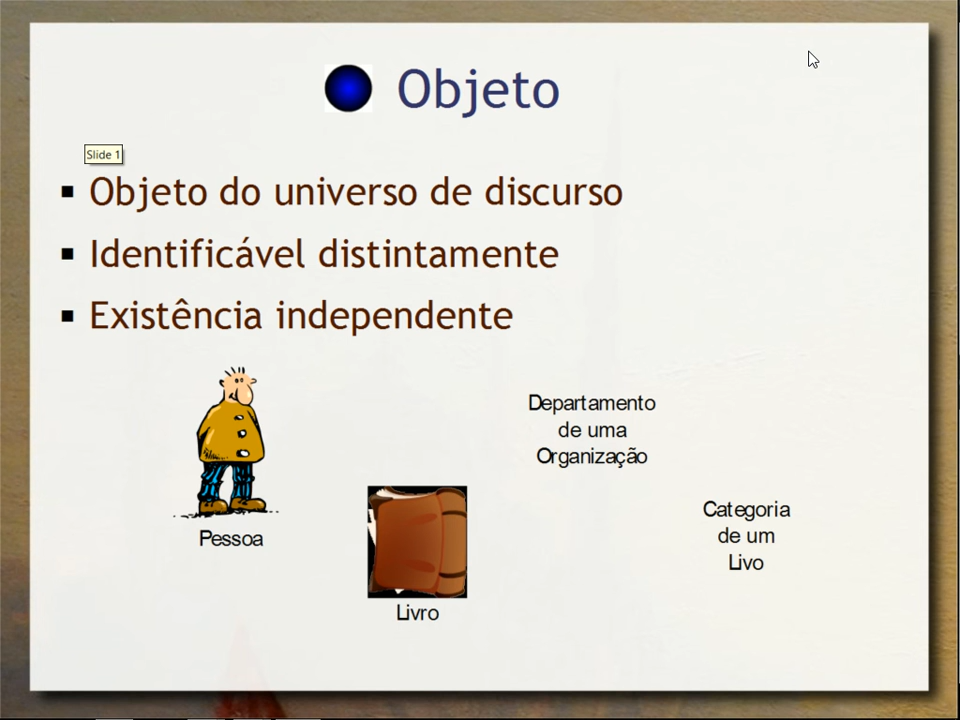 Objeto
Slide 1
Objeto do universo de discurso
Identificável distintamente
Existência independente
Departamento
de uma
Organização
Categoria
de um
Livo
Pessoa
Livro